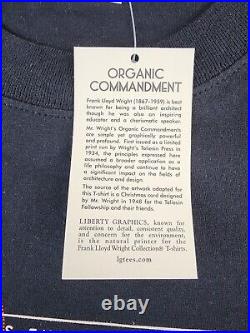 ORGANIC
COMMANDMENT
Frank Lloyd Wright (1867-1959) is best
known for being a brilliant architect
though he was also an inspiring
educator and a charismatic speaker.
Mr. Wright's Organic Commandments
are simple yet graphically powerful
and profound. First issued as a limited
print run by Wright's Taliesin Press in
1934, the principles expressed here
assumed a broader application as a
life philosophy and continue to have
a significant impact on students and
educators.
The source of the artwork adapted for
this T-shirt is a Christmas card designed
by Mr. Wright in 1948 for the Taliesin
Fellowship and their friends.
LIBERTY GRAPHICS, known for
attention to detail, consistent quality,
and concern for the environment,
is the natural printer for the
Frank Lloyd Wright Collection® T-shirts.
lgtees.com